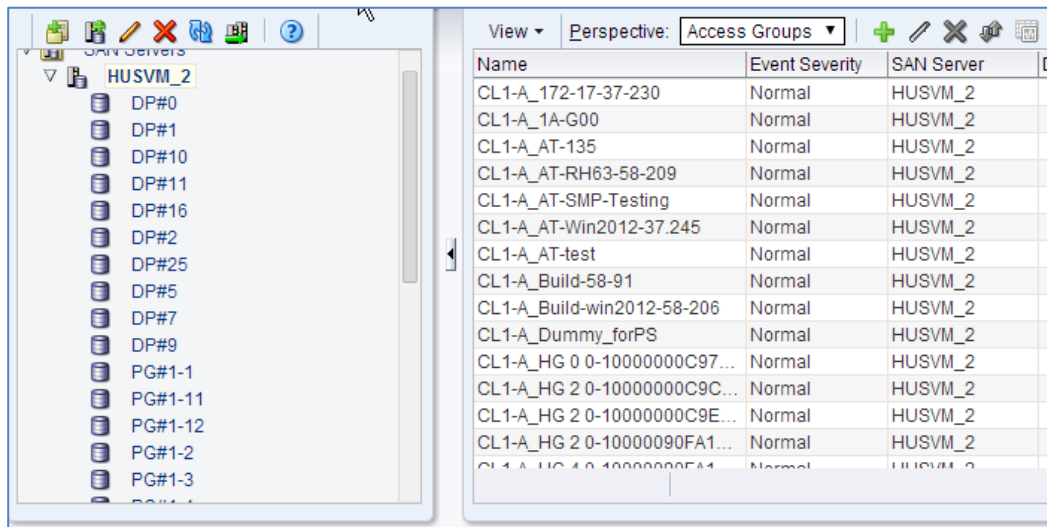 SAN Servers
HUSVM_2
DP#0
DP#1
DP#10
DP#11
DP#16
DP#2
DP#25
DP#5
DP#7
DP#9
PG#1-1
PG#1-11
PG#1-12
PG#1-2
PG#1-3
View Perspective: Access Groups
Name Event Severity SAN Server
CL1-A_172-17-37-230 Normal HUSVM_2
CL1-A_1A-G00 Normal HUSVM_2
CL1-A_AT-135 Normal HUSVM_2
CL1-A_AT-RH63-58-209 Normal HUSVM_2
CL1-A_AT-SMP-Testing Normal HUSVM_2
CL1-A_AT-Win2012-37.245 Normal HUSVM_2
CL1-A_AT-test Normal HUSVM_2
CL1-A_Build-58-91 Normal HUSVM_2
CL1-A_Build-win2012-58-206 Normal HUSVM_2
CL1-A_Dummy_forPS Normal HUSVM_2
CL1-A_HG 0 0-10000000C97... Normal HUSVM_2
CL1-A_HG 2 0-10000000C9C... Normal HUSVM_2
CL1-A_HG 2 0-10000000C9E... Normal HUSVM_2
CL1-A_HG 2 0-10000090FA1... Normal HUSVM_2
Normal HUSVM_2